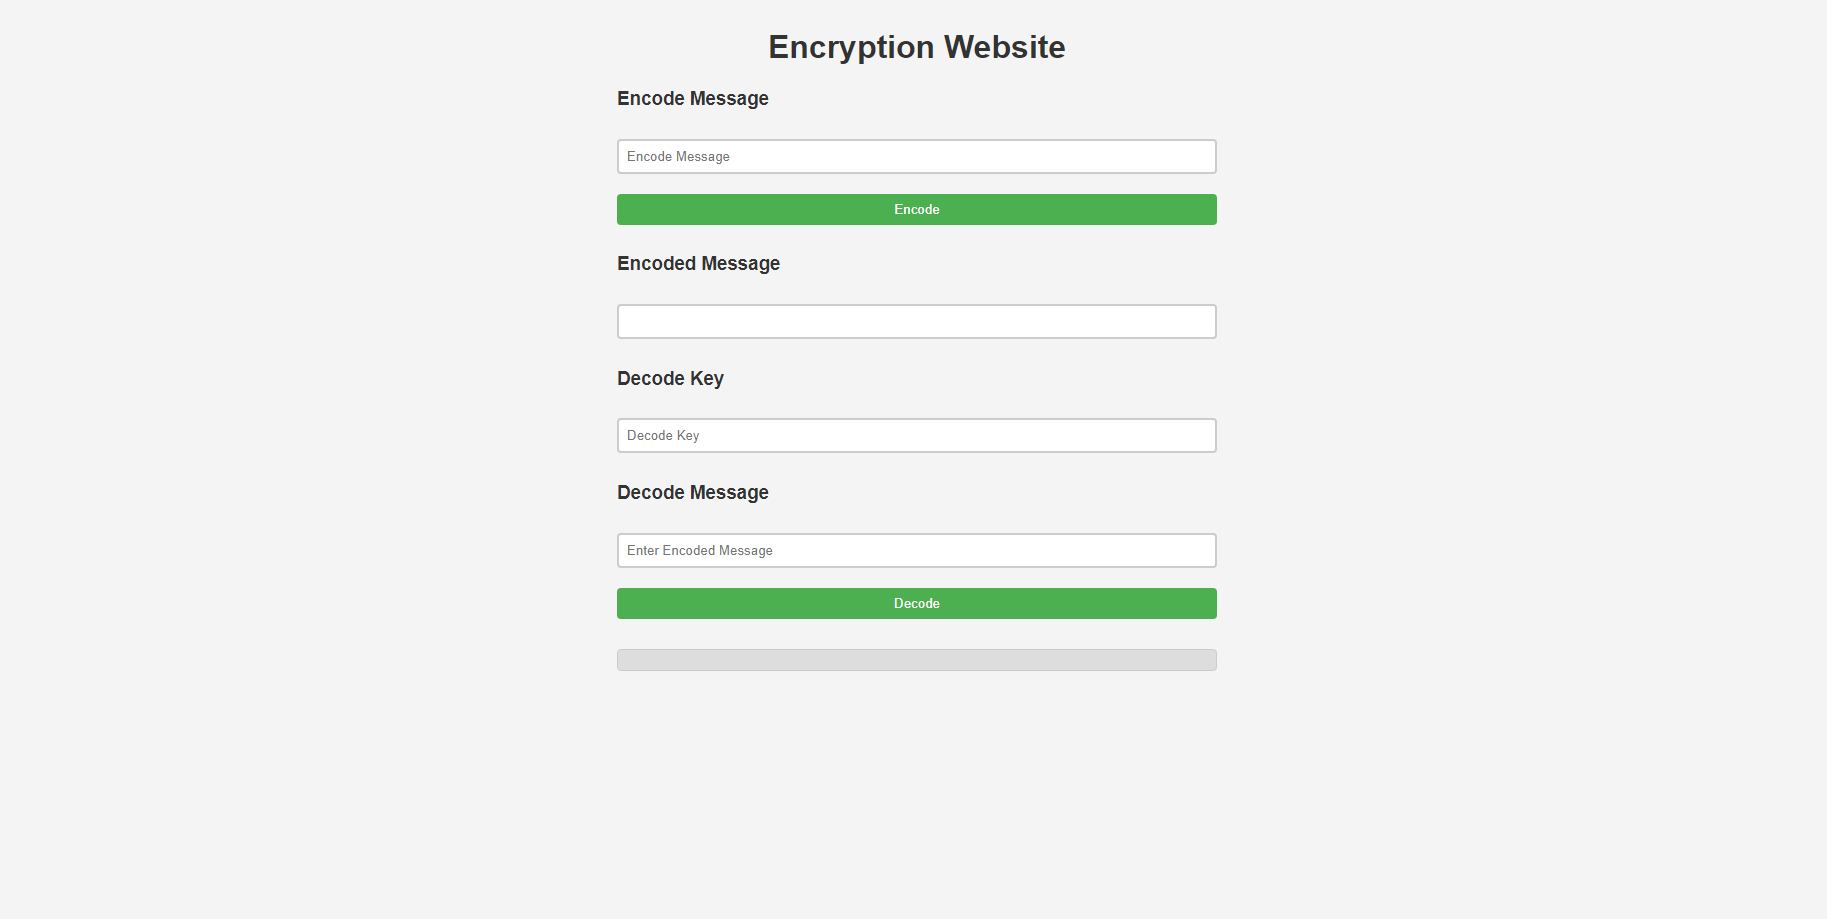 Encryption Website
Encode Message
Encode Message
Encode
Encoded Message
Decode Key
Decode Key
Decode Message
Enter Encoded Message
Decode